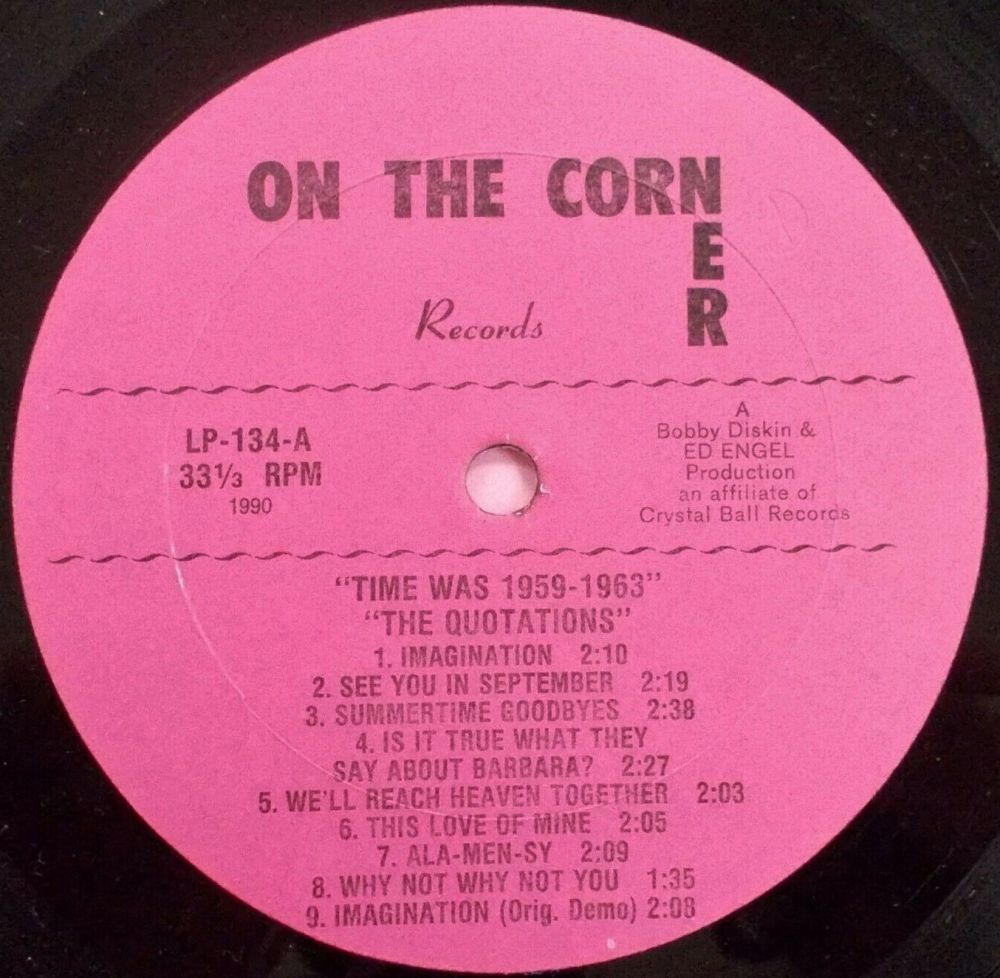 ON THE CORNER
Records
LP-134-A
33⅓ RPM
1990
A
Bobby Diskin &
ED ENGEL
Production
an affiliate of
Crystal Ball Records
"TIME WAS 1959-1963"
"THE QUOTATIONS"
1. IMAGINATION 2:10
2. SEE YOU IN SEPTEMBER 2:19
3. SUMMERTIME GOODBYES 2:38
4. IS IT TRUE WHAT THEY
SAY ABOUT BARBARA? 2:27
5. WE'LL REACH HEAVEN TOGETHER 2:03
6. THIS LOVE OF MINE 2:05
7. ALA-MEN-SY 2:09
8. WHY NOT WHY NOT YOU 1:35
9. IMAGINATION (Orig. Demo) 2:08